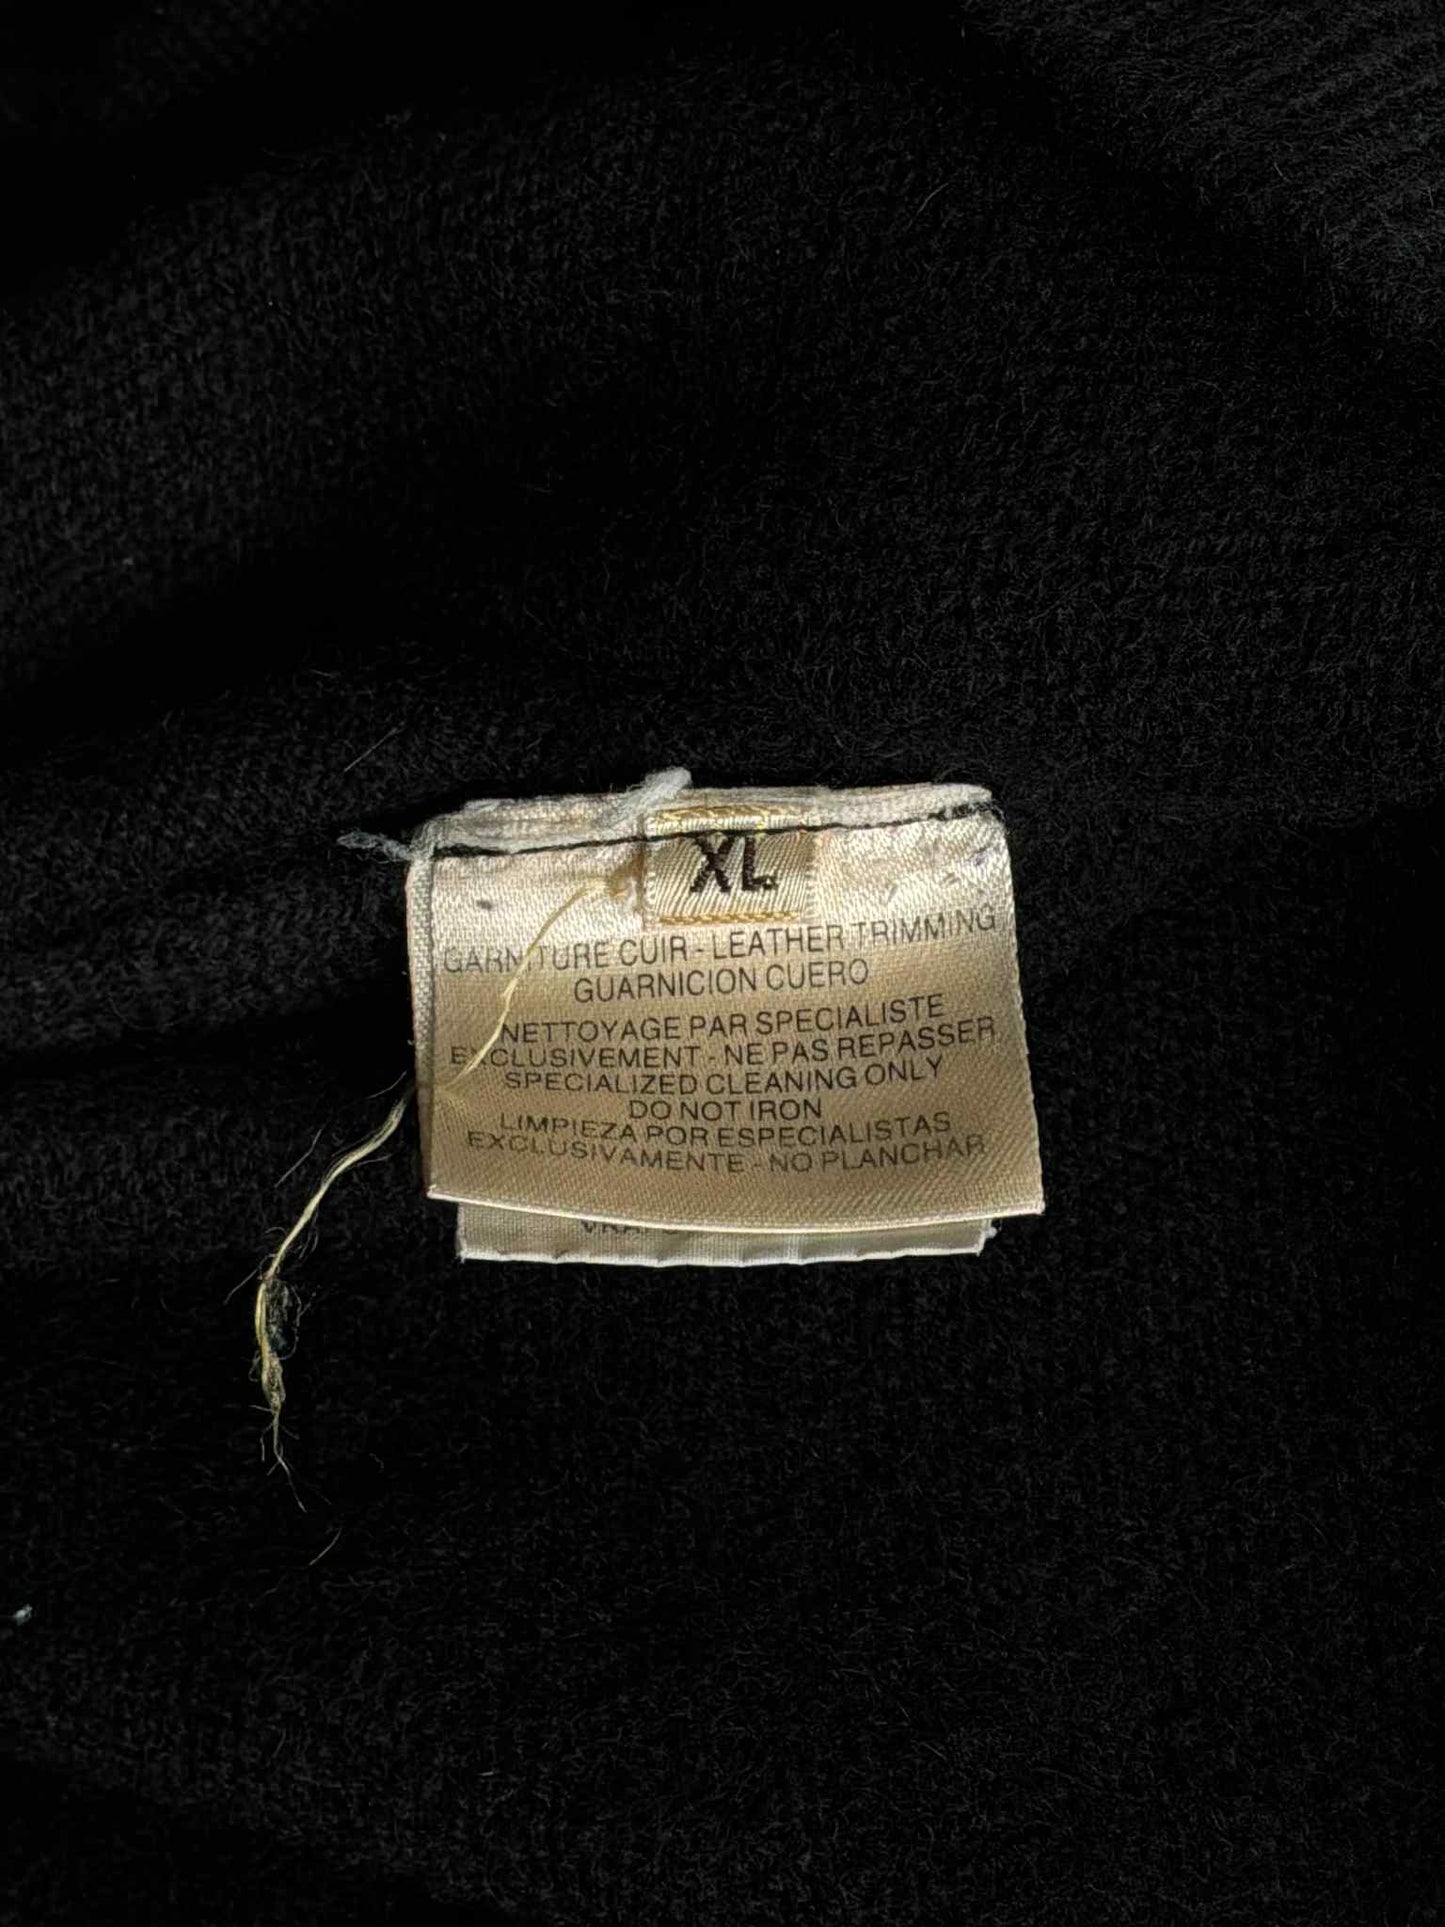 XL
GARNITURE CUIR - LEATHER TRIMMING
GUARNICION CUERO
NETTOYAGE PAR SPECIALISTE
EXCLUSIVEMENT - NE PAS REPASSER
SPECIALIZED CLEANING ONLY
DO NOT IRON
LIMPIEZA POR ESPECIALISTAS
EXCLUSIVAMENTE - NO PLANCHAR